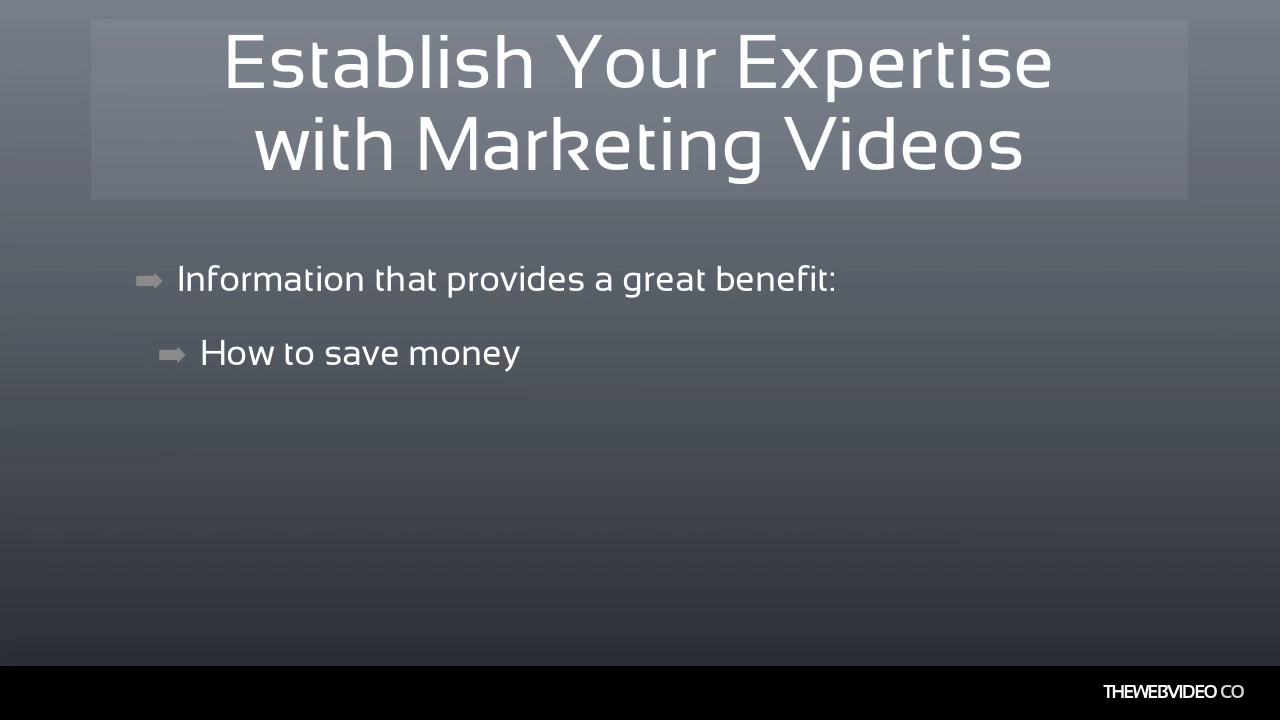 Establish Your Expertise
with Marketing Videos
Information that provides a great benefit:
How to save money
THEWEBVIDEO CO